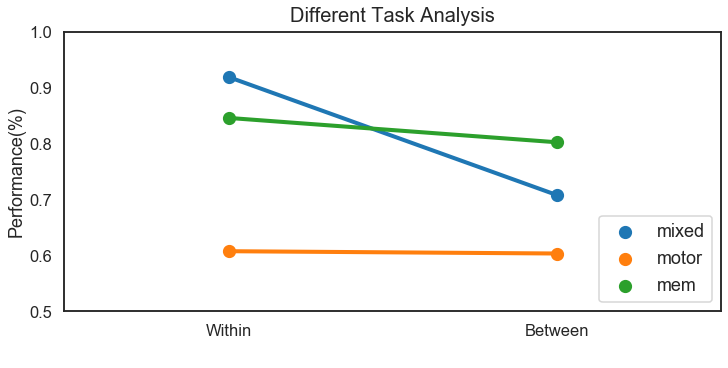 Different Task Analysis
Performance(%)
1.0
0.9
0.8
0.7
0.6
0.5
Within
Between
mixed
motor
mem